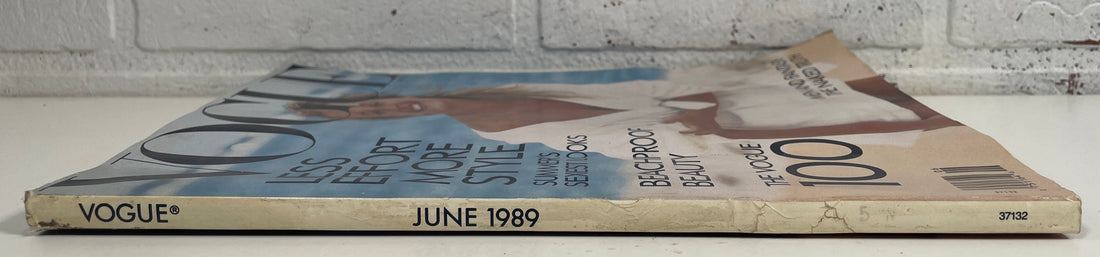 VOGUE
LESS
EFFORT
MORE
STYLE
SUMMER'S
SEXIEST LOOKS
BEACHPROOF
BEAUTY
THE VOGUE
100
VOGUE®
JUNE 1989
37132